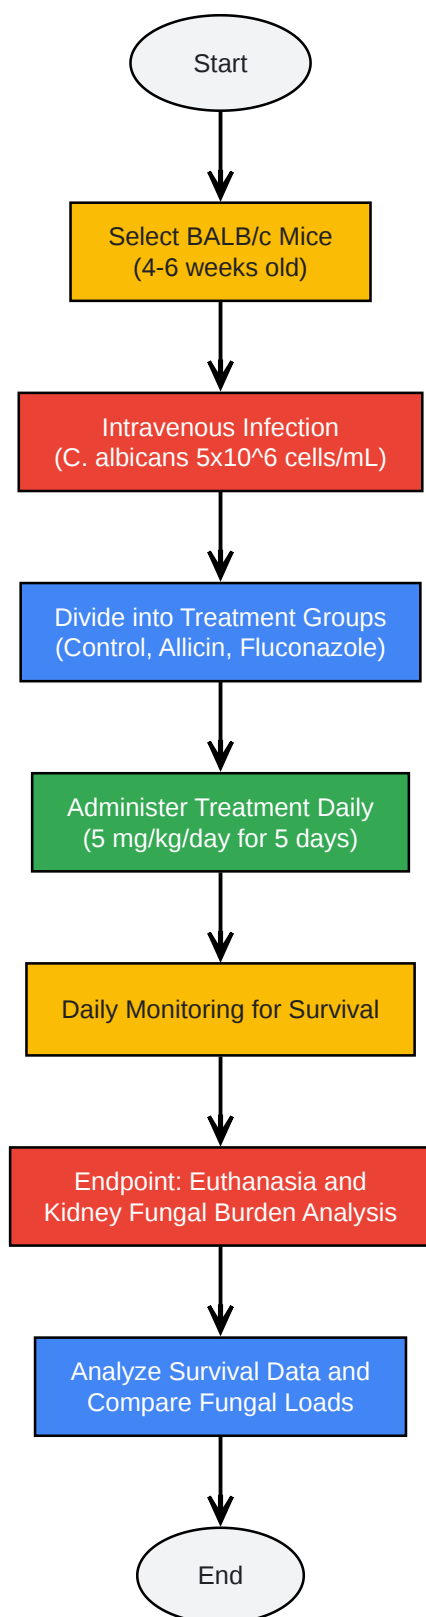 Start
Select BALB/c Mice
(4-6 weeks old)
Intravenous Infection
(C. albicans 5x10^6 cells/mL)
Divide into Treatment Groups
(Control, Allicin, Fluconazole)
Administer Treatment Daily
(5 mg/kg/day for 5 days)
Daily Monitoring for Survival
Endpoint: Euthanasia and
Kidney Fungal Burden Analysis
Analyze Survival Data and
Compare Fungal Loads
End